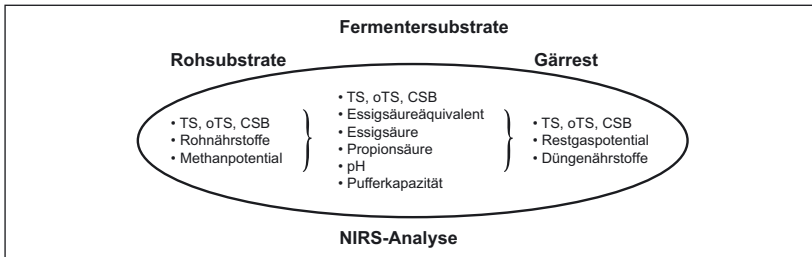 Fermentersubstrate
Rohsubstrate
Gärrest
• TS, oTS, CSB
• Rohnährstoffe
• Methanpotential
• TS, oTS, CSB
• Essigsäureäquivalent
• Essigsäure
• Propionsäure
• pH
• Pufferkapazität
• TS, oTS, CSB
• Restgaspotential
• Düngenährstoffe
NIRS-Analyse